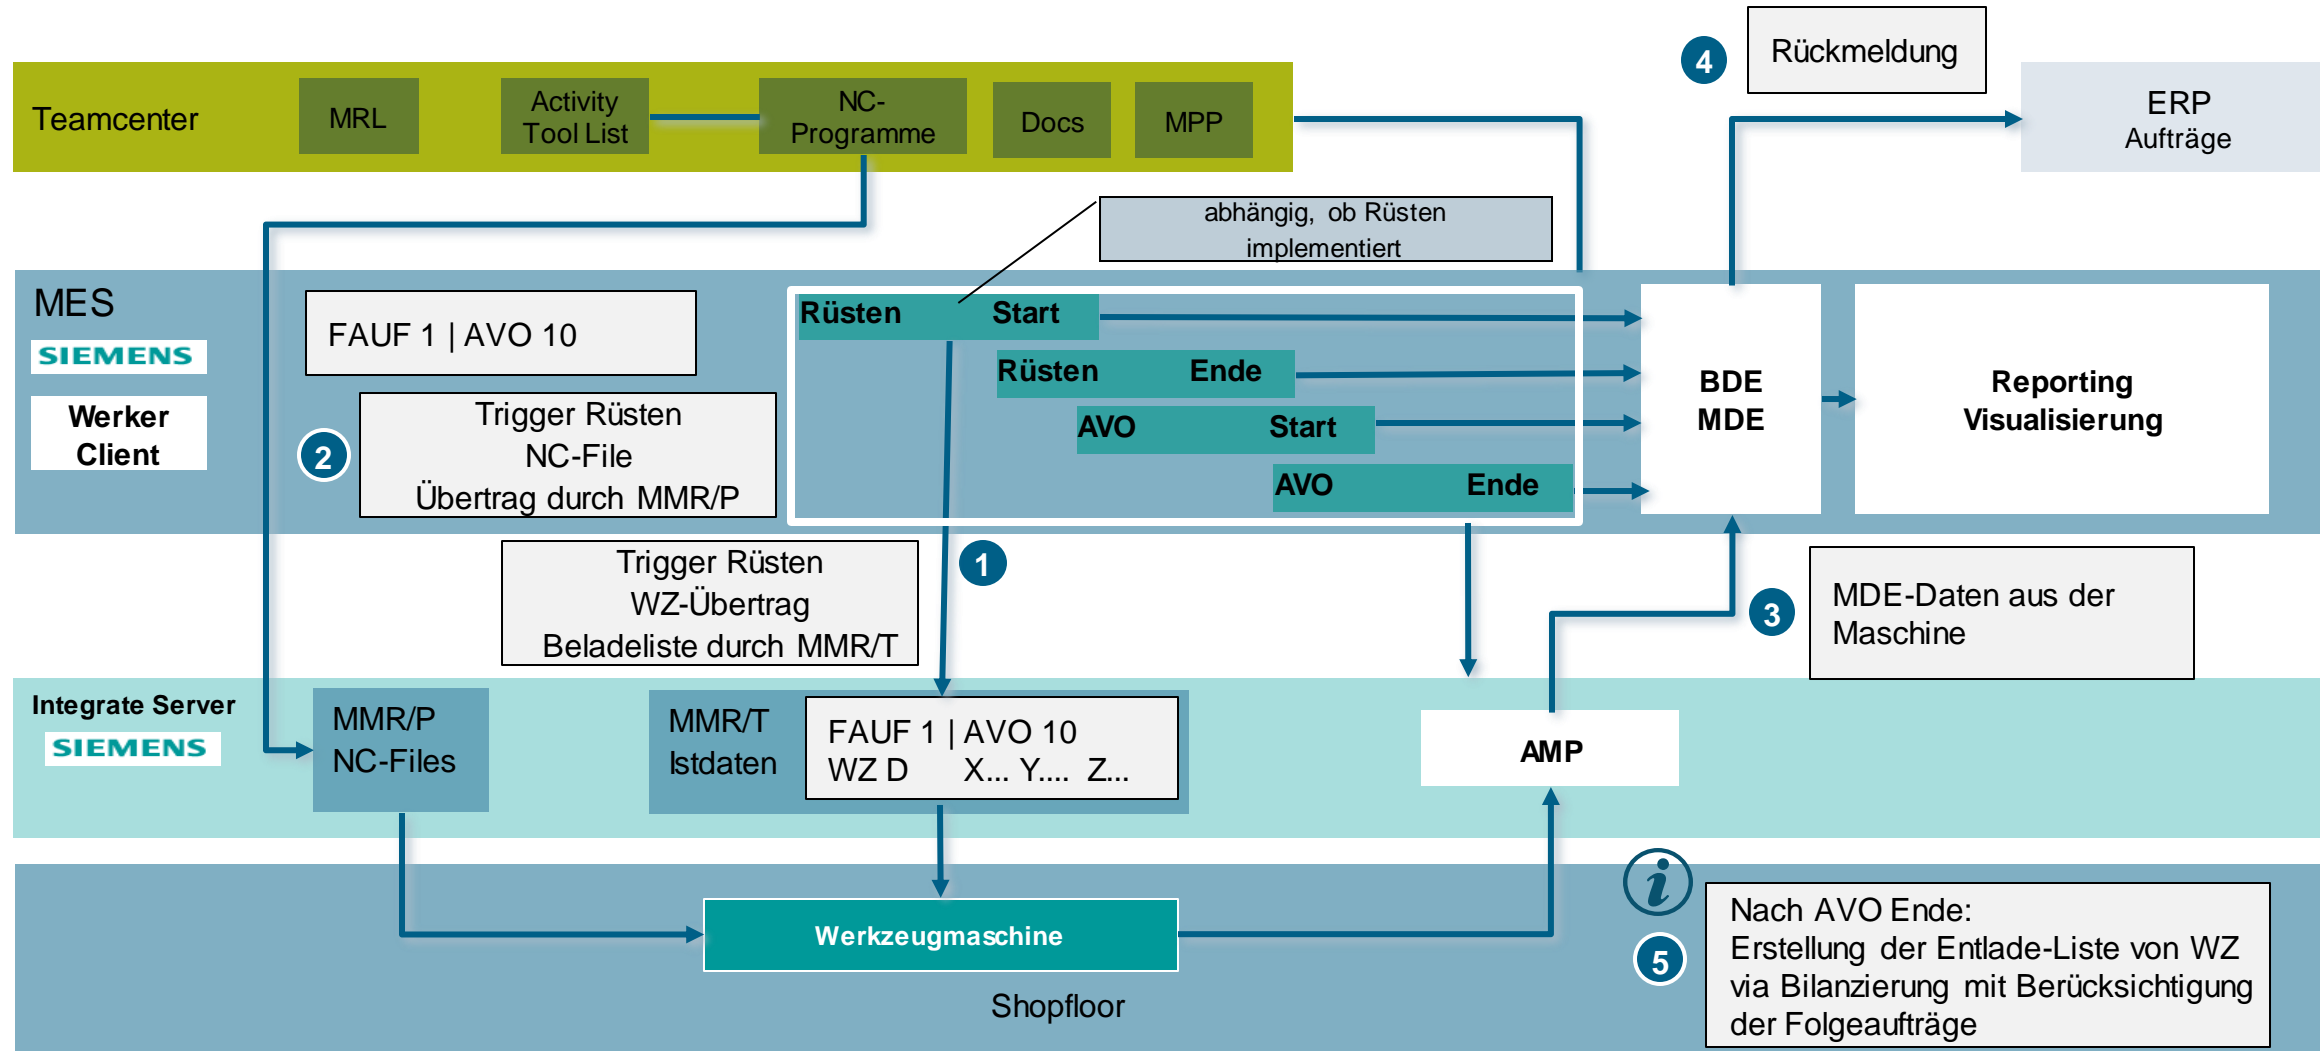 4
Rückmeldung
Teamcenter
MRL
Activity
Tool List
NC-
Programme
Docs
MPP
ERP
Aufträge
abhängig, ob Rüsten
implementiert
MES
SIEMENS
Werker
Client
FAUF 1 | AVO 10
2
Trigger Rüsten
NC-File
Übertrag durch MMR/P
Rüsten Start
Rüsten Ende
AVO Start
AVO Ende
BDE
MDE
Reporting
Visualisierung
Trigger Rüsten
WZ-Übertrag
Beladeliste durch MMR/T
1
3
MDE-Daten aus der
Maschine
Integrate Server
SIEMENS
MMR/P
NC-Files
MMR/T
Istdaten
FAUF 1 | AVO 10
WZ D X... Y.... Z...
AMP
Werkzeugmaschine
Shopfloor
i
5
Nach AVO Ende:
Erstellung der Entlade-Liste von WZ
via Bilanzierung mit Berücksichtigung
der Folgeaufträge